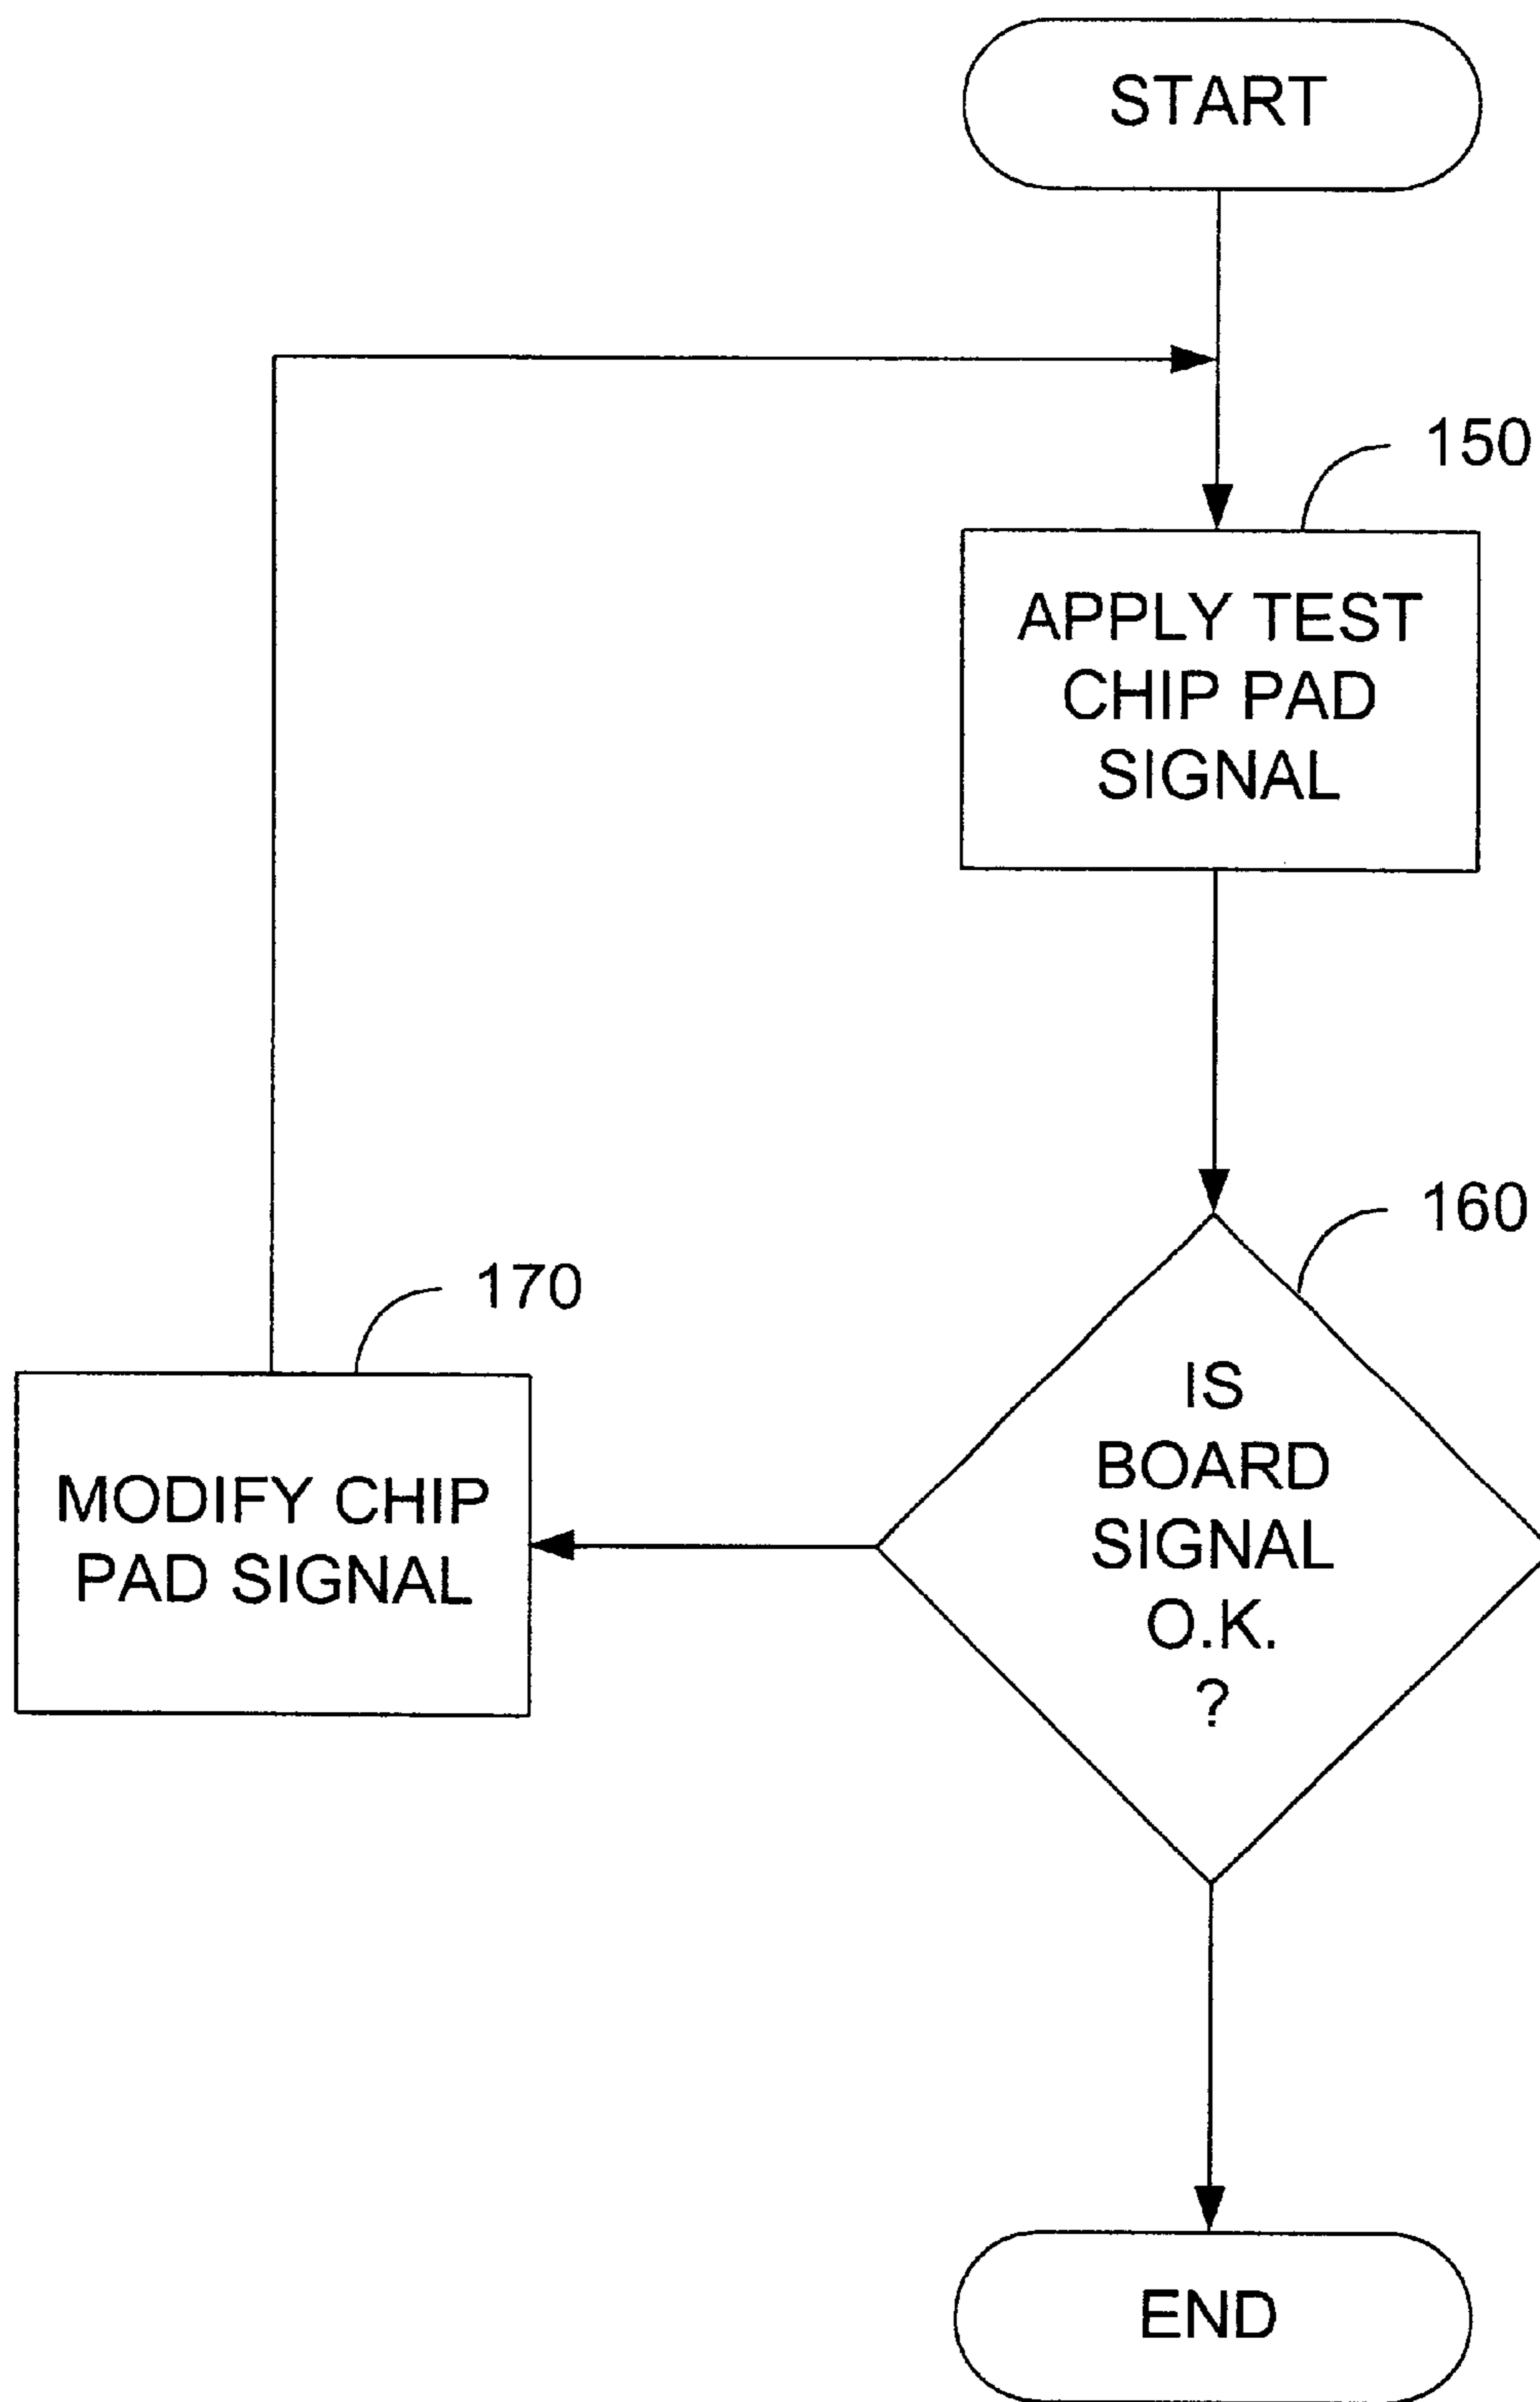 START
150
APPLY TEST
CHIP PAD
SIGNAL
160
IS
BOARD
SIGNAL
O.K.
?
170
MODIFY CHIP
PAD SIGNAL
END